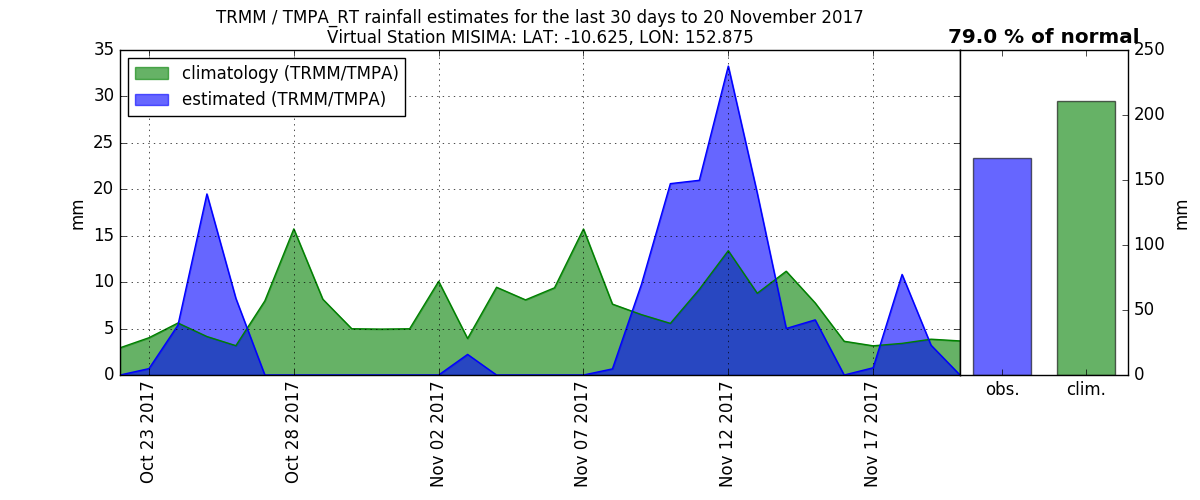 TRMM / TMPA_RT rainfall estimates for the last 30 days to 20 November 2017
Virtual Station MISIMA: LAT: -10.625, LON: 152.875
79.0 % of normal
climatology (TRMM/TMPA)
estimated (TRMM/TMPA)
35
30
25
20
15
10
5
0
mm
Oct 23 2017
Oct 28 2017
Nov 02 2017
Nov 07 2017
Nov 12 2017
Nov 17 2017
obs.
clim.
250
200
150
100
50
0
mm